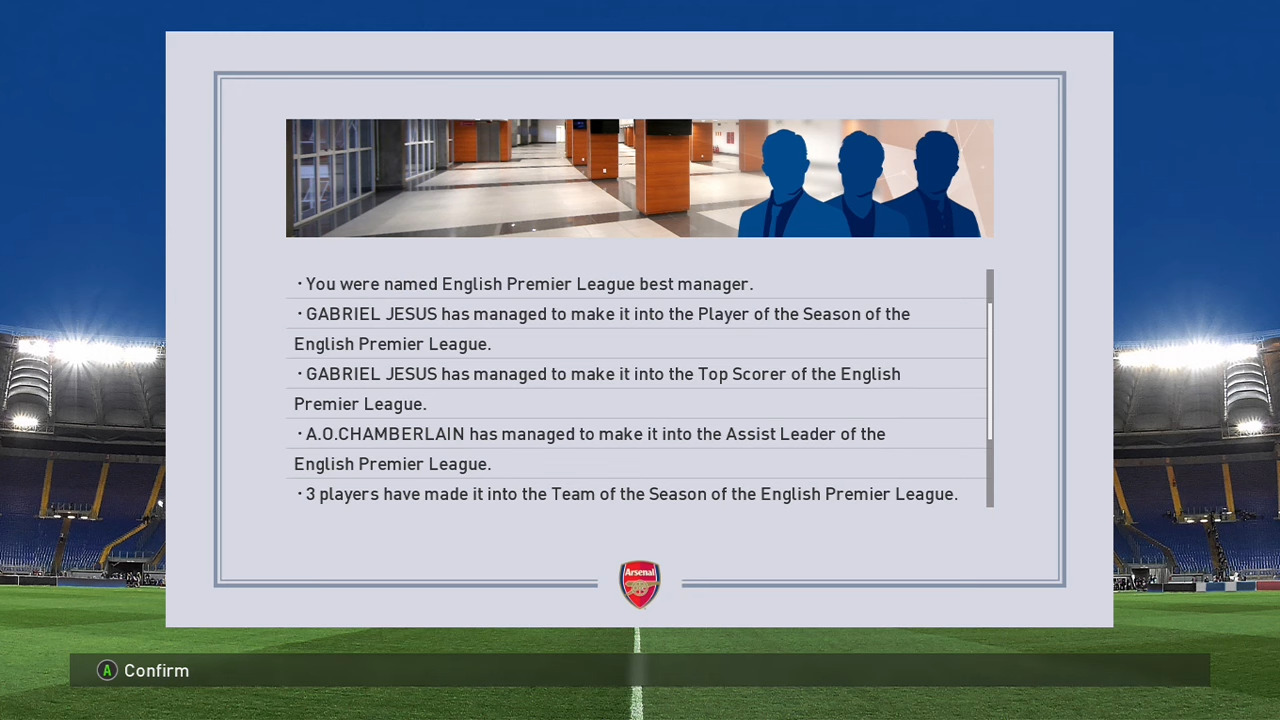 ・You were named English Premier League best manager.
・GABRIEL JESUS has managed to make it into the Player of the Season of the
English Premier League.
・GABRIEL JESUS has managed to make it into the Top Scorer of the English
Premier League.
・A.O.CHAMBERLAIN has managed to make it into the Assist Leader of the
English Premier League.
・3 players have made it into the Team of the Season of the English Premier League.
Arsenal
A Confirm